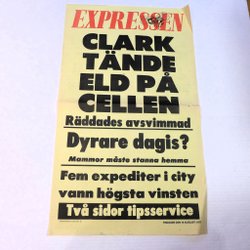 EXPRESSEN
CLARK
TÄNDE
ELD PÅ
CELLEN
Räddades avsvimmad
Dyrare dagis?
Mammor måste stanna hemma
Fem expediter i city
vann högsta vinsten
Två sidor tipsservice